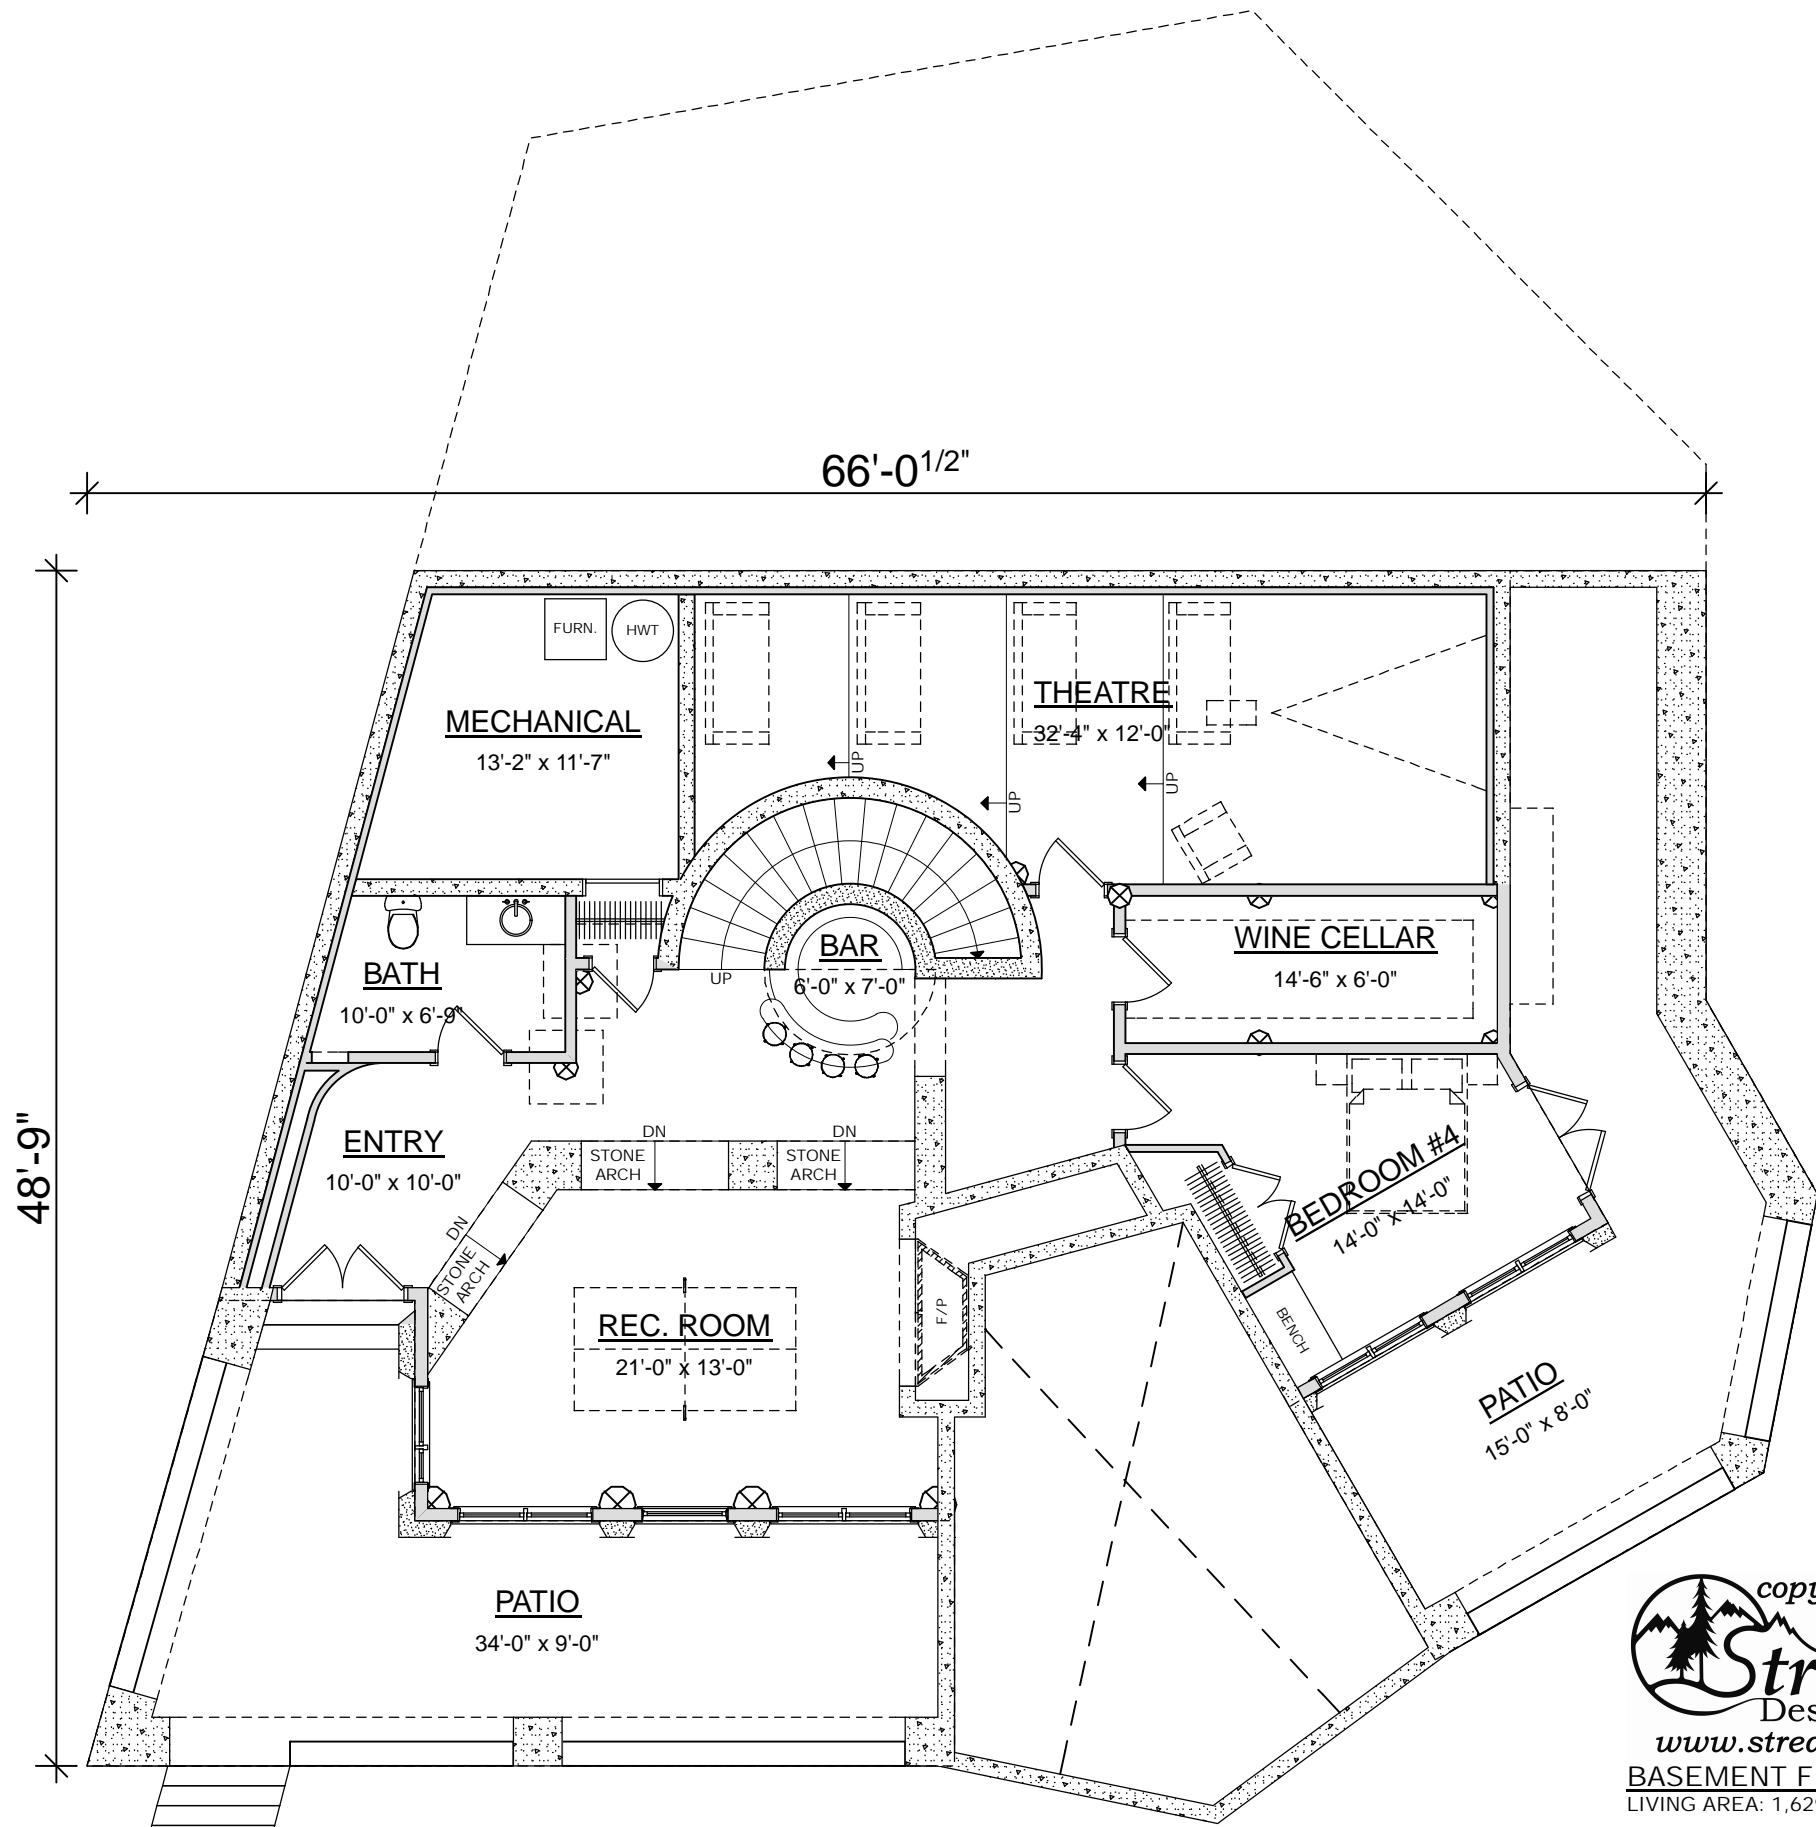 66'-0 1/2"
48'-9"
FURN.
HWT
MECHANICAL
13'-2" x 11'-7"
THEATRE
32'-4" x 12'-0"
UP
UP
UP
BATH
10'-0" x 6'-9"
UP
BAR
6'-0" x 7'-0"
WINE CELLAR
14'-6" x 6'-0"
ENTRY
10'-0" x 10'-0"
DN
STONE
ARCH
DN
STONE
ARCH
DN
STONE
ARCH
BEDROOM #4
14'-0" x 14'-0"
BENCH
REC. ROOM
21'-0" x 13'-0"
F/P
PATIO
15'-0" x 8'-0"
PATIO
34'-0" x 9'-0"
BASEMENT
LIVING AREA: